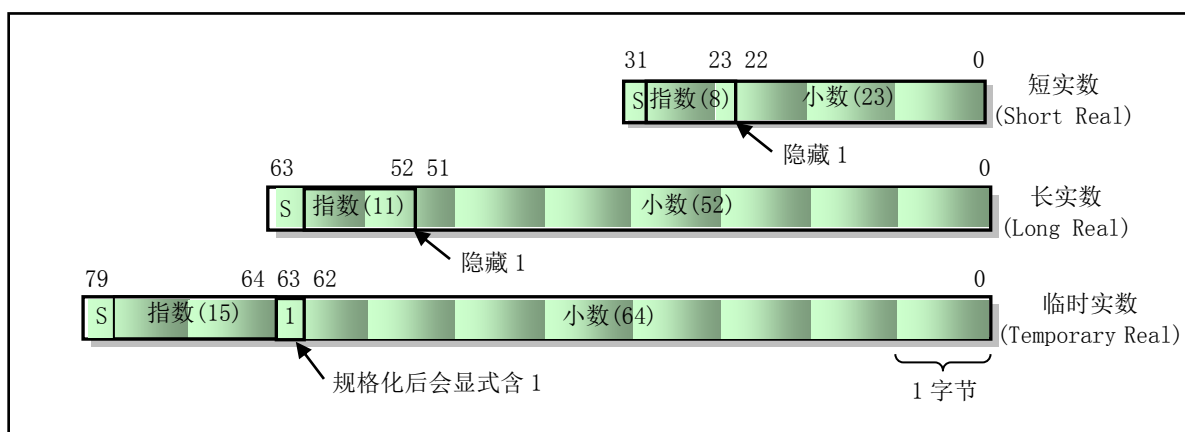 31 23 22 0
S 指数(8) 小数(23)
短实数
(Short Real)
隐藏 1
63 52 51 0
S 指数(11) 小数(52)
长实数
(Long Real)
隐藏 1
79 64 63 62 0
S 指数(15) 1 小数(64)
临时实数
(Temporary Real)
规格化后会显式含 1
1 字节